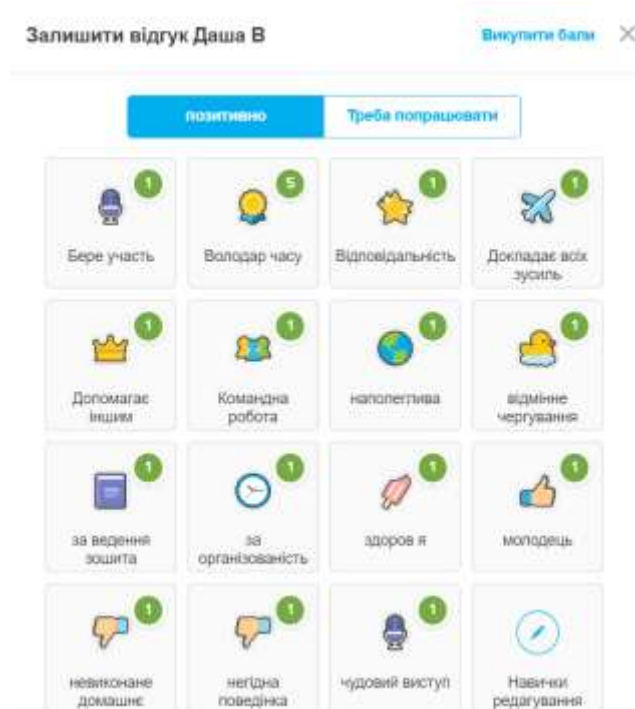 Залишити відгук Даша В
Викупити бали
позитивно
Треба попрацювати
1
5
1
1
Бере участь
Володар часу
Відповідальність
Докладає всіх
зусиль
1
1
1
1
Допомагає
іншим
Командна
робота
наполеглива
відмінне
чергування
1
1
1
1
за ведення
зошита
за
організованість
здоров я
молодець
1
1
1
невиконане
домашнє
негідна
поведінка
чудовий виступ
Навички
редагування